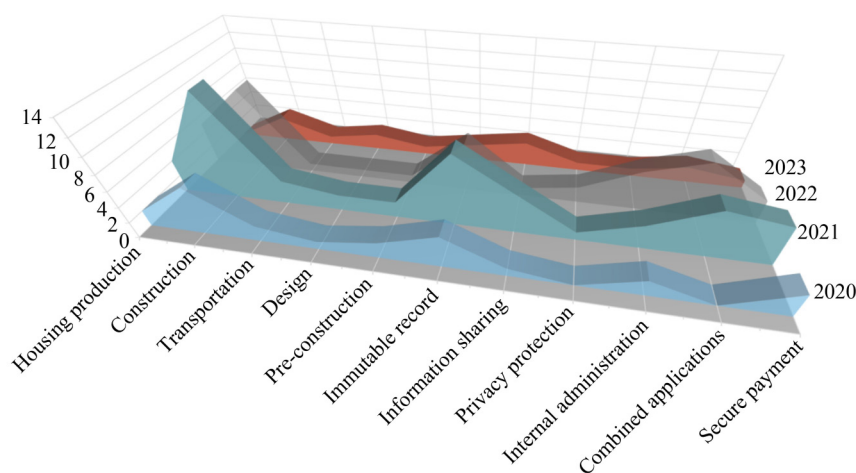 14
12
10
8
6
4
2
0
2023
2022
2021
2020
Housing production
Construction
Transportation
Design
Pre-construction
Immutable record
Information sharing
Privacy protection
Internal administration
Combined applications
Secure payment